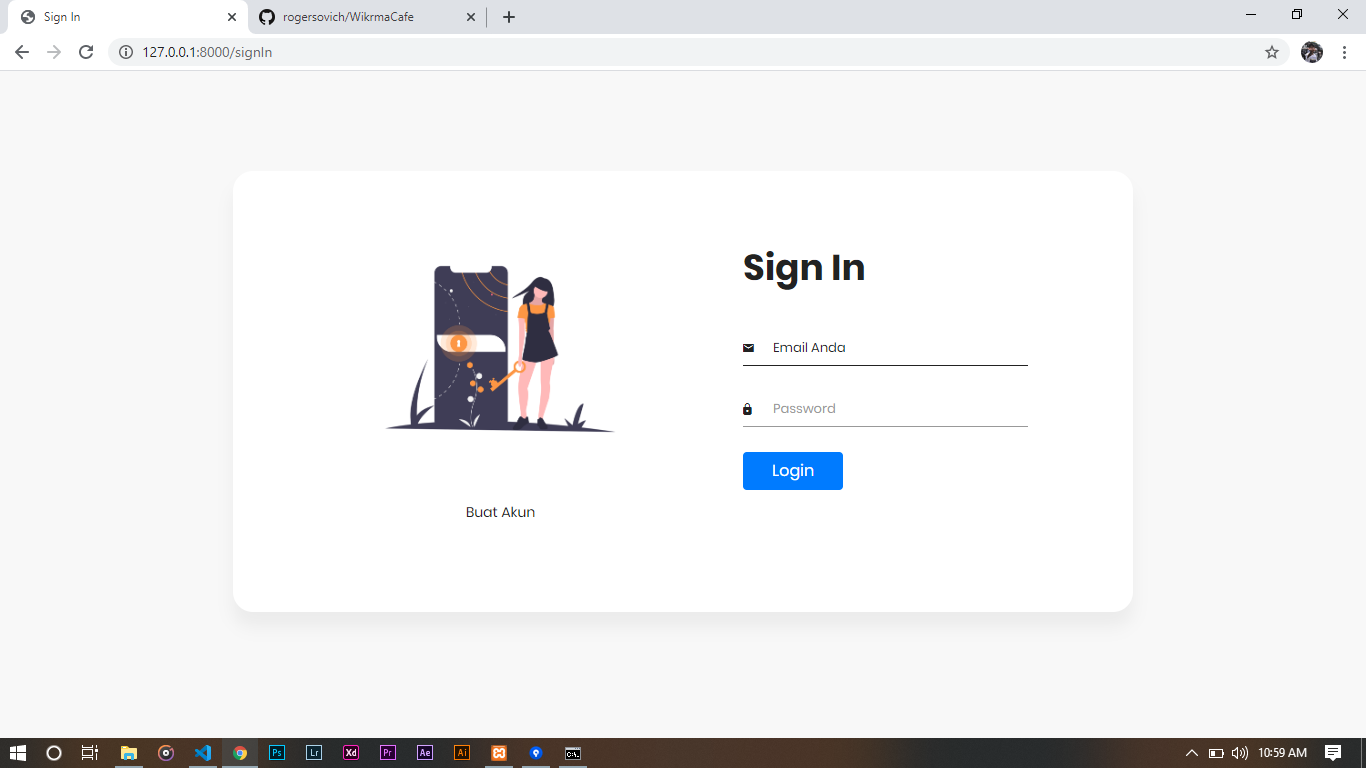 Sign In
rogersovich/WikrmaCafe
127.0.0.1:8000/signIn
Sign In
Email Anda
Password
Login
Buat Akun
Ps
Lr
Xd
Pr
Ae
Ai
C:\.
10:59 AM